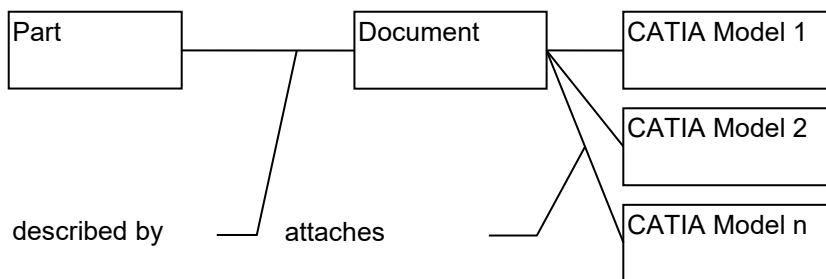 Part
Document
CATIA Model 1
CATIA Model 2
CATIA Model n
described by
attaches